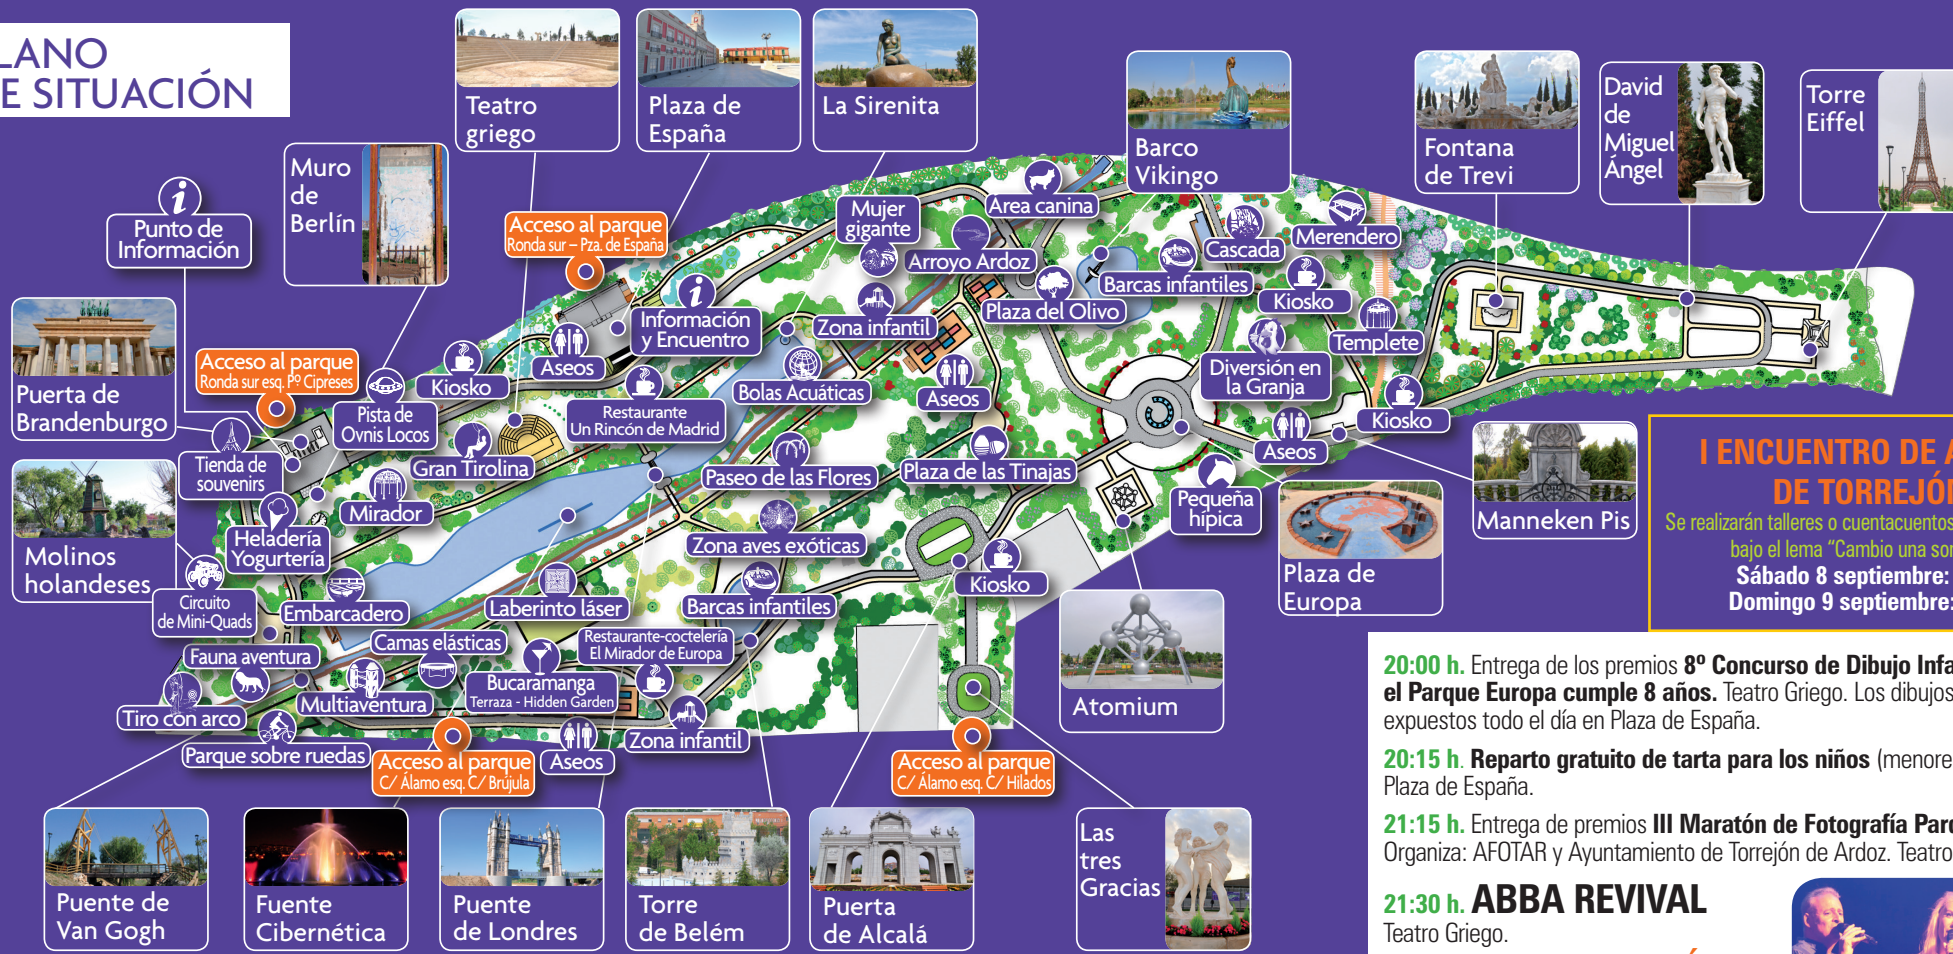 LANO
E SITUACIÓN
Teatro
griego
Plaza de
España
La Sirenita
Barco
Vikingo
Fontana
de Trevi
David
de
Miguel
Ángel
Torre
Eiffel
Muro
de
Berlín
i
Punto de
Información
Acceso al parque
Ronda sur – Pza. de España
Mujer
gigante
Área canina
Arroyo Ardoz
Cascada
Merendero
Barcas infantiles
Kiosko
Plaza del Olivo
Templete
i
Información
y Encuentro
Zona infantil
Diversión en
la Granja
Puerta de
Brandenburgo
Acceso al parque
Ronda sur esq. Pº Cipreses
Kiosko
Aseos
Bolas Acuáticas
Aseos
Kiosko
Pista de
Ovnis Locos
Restaurante
Un Rincón de Madrid
Aseos
Tienda de
souvenirs
Gran Tirolina
Paseo de las Flores
Plaza de las Tinajas
Pequeña
hípica
Manneken Pis
Mirador
Heladería
Yogurtería
Zona aves exóticas
Molinos
holandeses
Plaza de
Europa
Circuito
de Mini-Quads
Embarcadero
Laberinto láser
Barcas infantiles
Kiosko
Fauna aventura
Camas elásticas
Restaurante-coctelería
El Mirador de Europa
Bucaramanga
Terraza - Hidden Garden
Multiaventura
Atomium
Tiro con arco
Parque sobre ruedas
Acceso al parque
C/ Álamo esq. C/ Brújula
Aseos
Zona infantil
Acceso al parque
C/ Álamo esq. C/ Hilados
Puente de
Van Gogh
Fuente
Cibernética
Puente
de Londres
Torre
de Belém
Puerta
de Alcalá
Las
tres
Gracias
I ENCUENTRO DE A
DE TORREJÓ
Se realizarán talleres o cuentacuentos
bajo el lema “Cambio una son
Sábado 8 septiembre:
Domingo 9 septiembre:
20:00 h. Entrega de los premios 8º Concurso de Dibujo Infa
el Parque Europa cumple 8 años. Teatro Griego. Los dibujos
expuestos todo el día en Plaza de España.
20:15 h. Reparto gratuito de tarta para los niños (menore
Plaza de España.
21:15 h. Entrega de premios III Maratón de Fotografía Parq
Organiza: AFOTAR y Ayuntamiento de Torrejón de Ardoz. Teatro
21:30 h. ABBA REVIVAL
Teatro Griego.